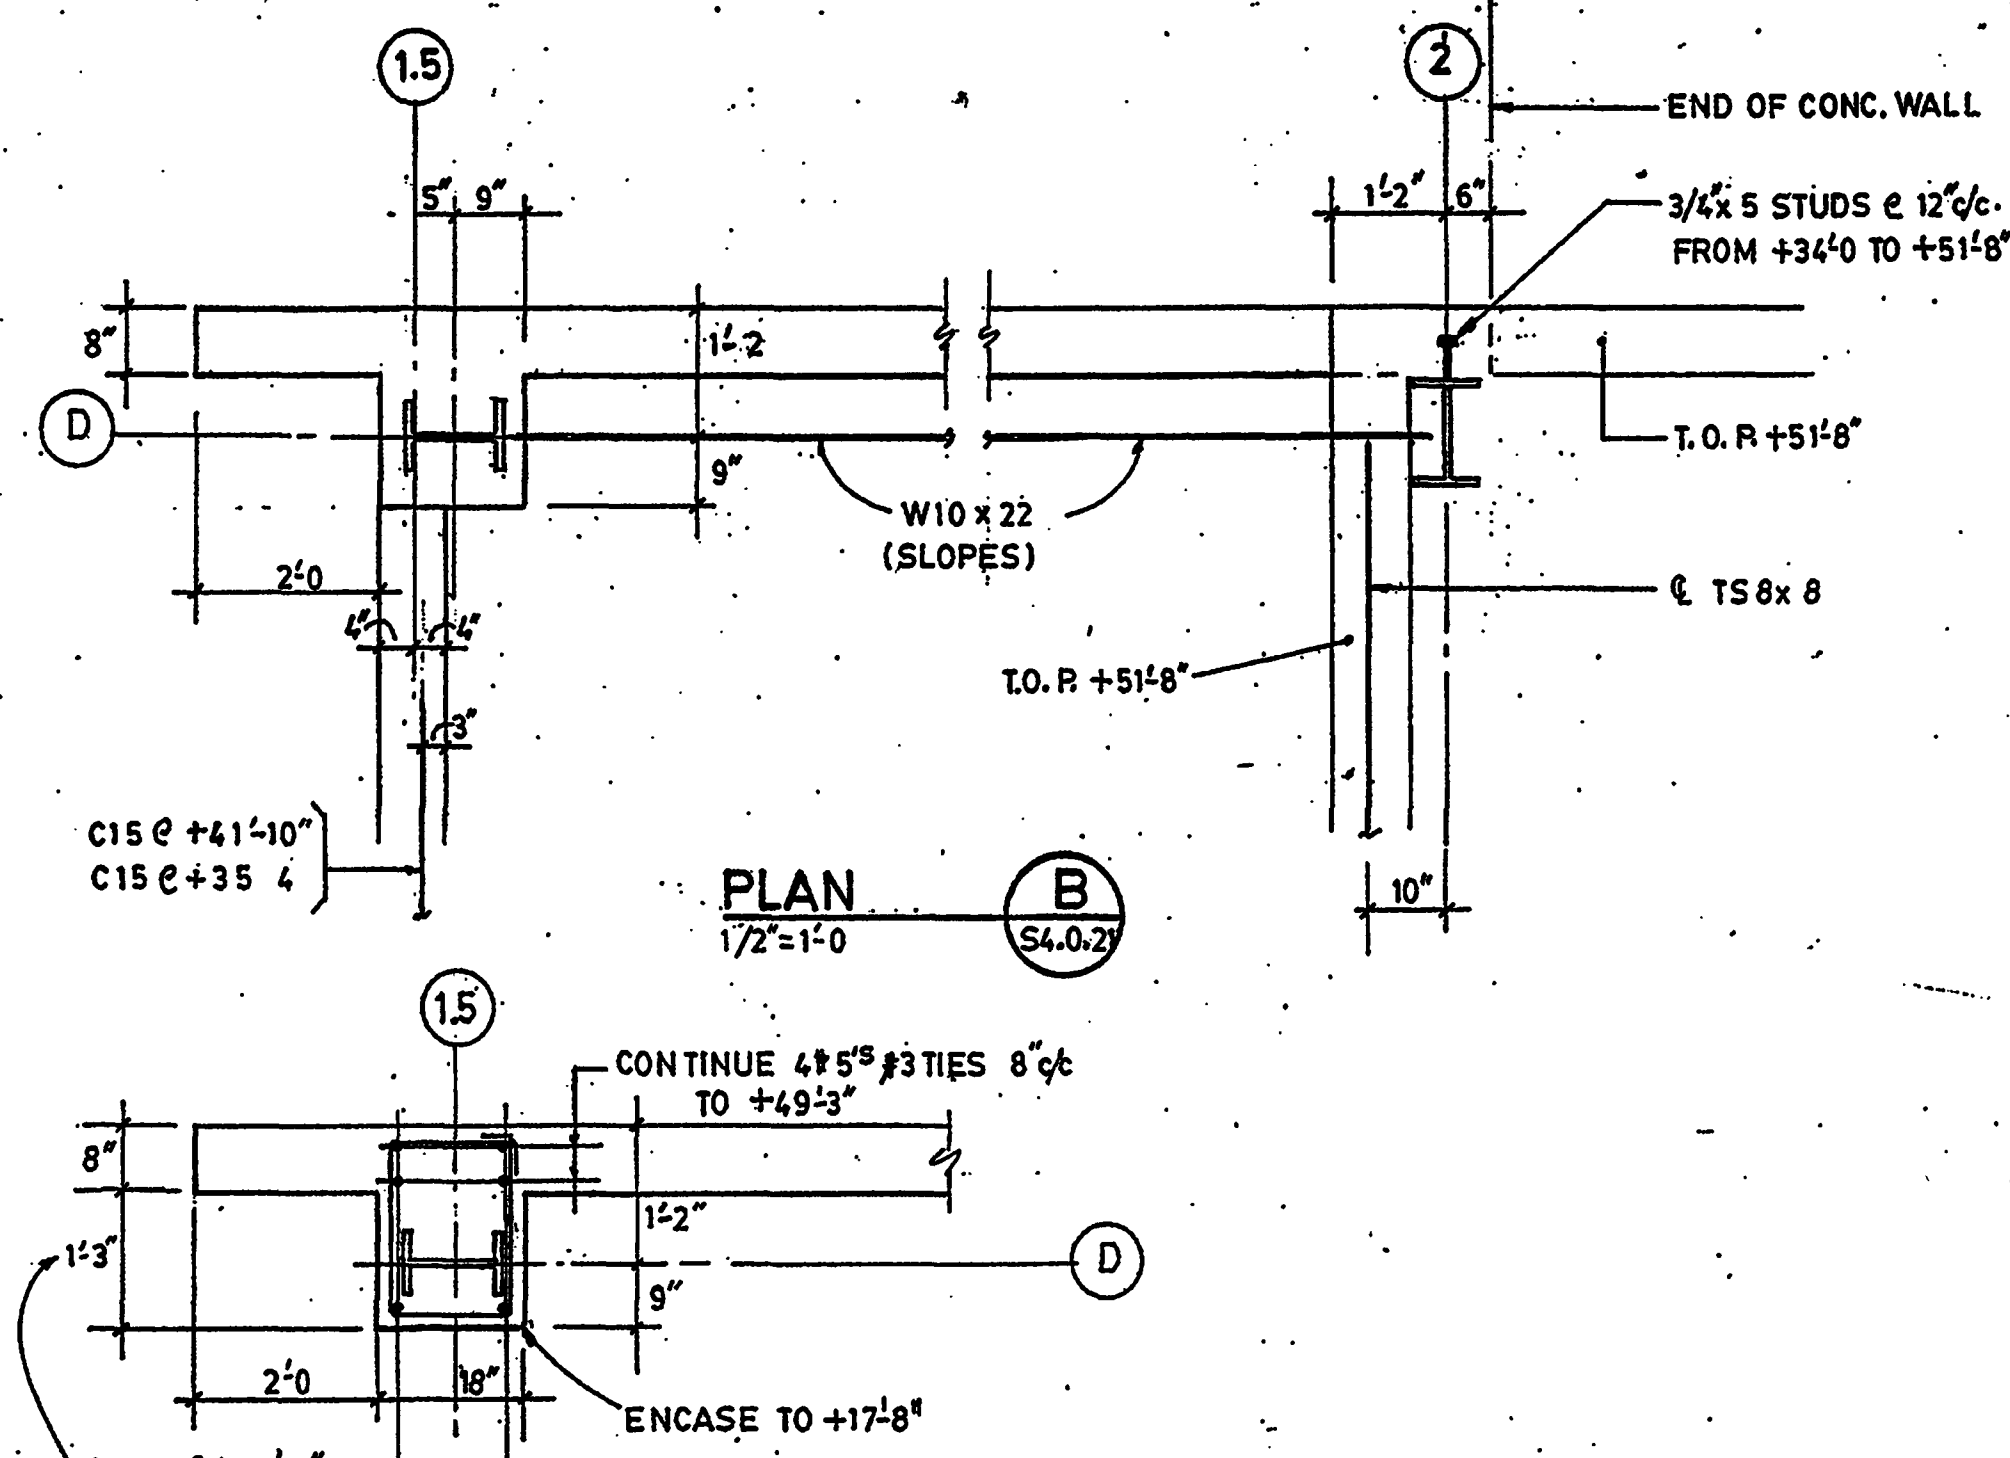 1.5
2
END OF CONC. WALL
5" 9"
1'-2" 6"
3/4"x 5 STUDS @ 12"c/c.
FROM +34'-0 TO +51'-8"
8"
1'-2
D
9"
T.O.P. +51'-8"
W10 x 22
(SLOPES)
2'-0
4" 4"
℄ TS 8x 8
T.O.P. +51'-8"
3"
C15 @ +41'-10"
C15 @ +35 4
PLAN
1 1/2"=1'-0
B
S4.0.21
10"
1.5
CONTINUE 4#5'S #3 TIES 8"c/c
TO +49'-3"
8"
1'-2"
1'-3"
D
9"
2'-0
18"
ENCASE TO +17'-8"